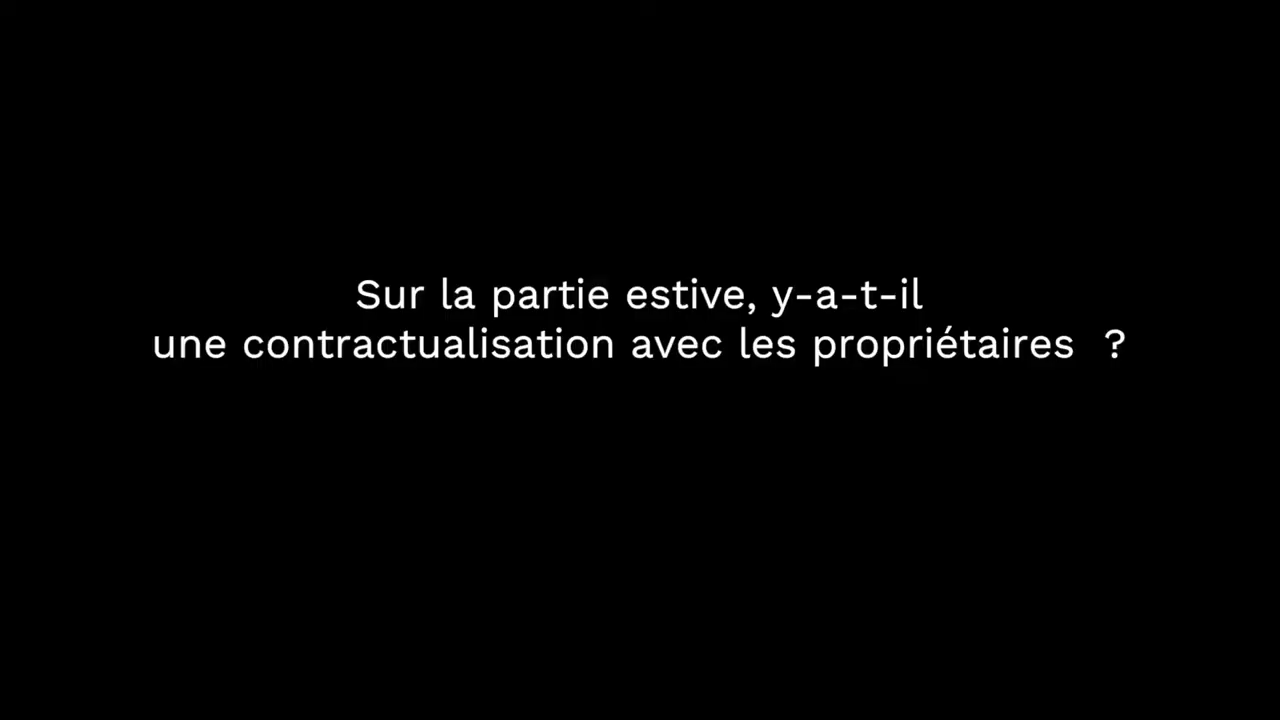 Sur la partie estive, y-a-t-il
une contractualisation avec les propriétaires  ?